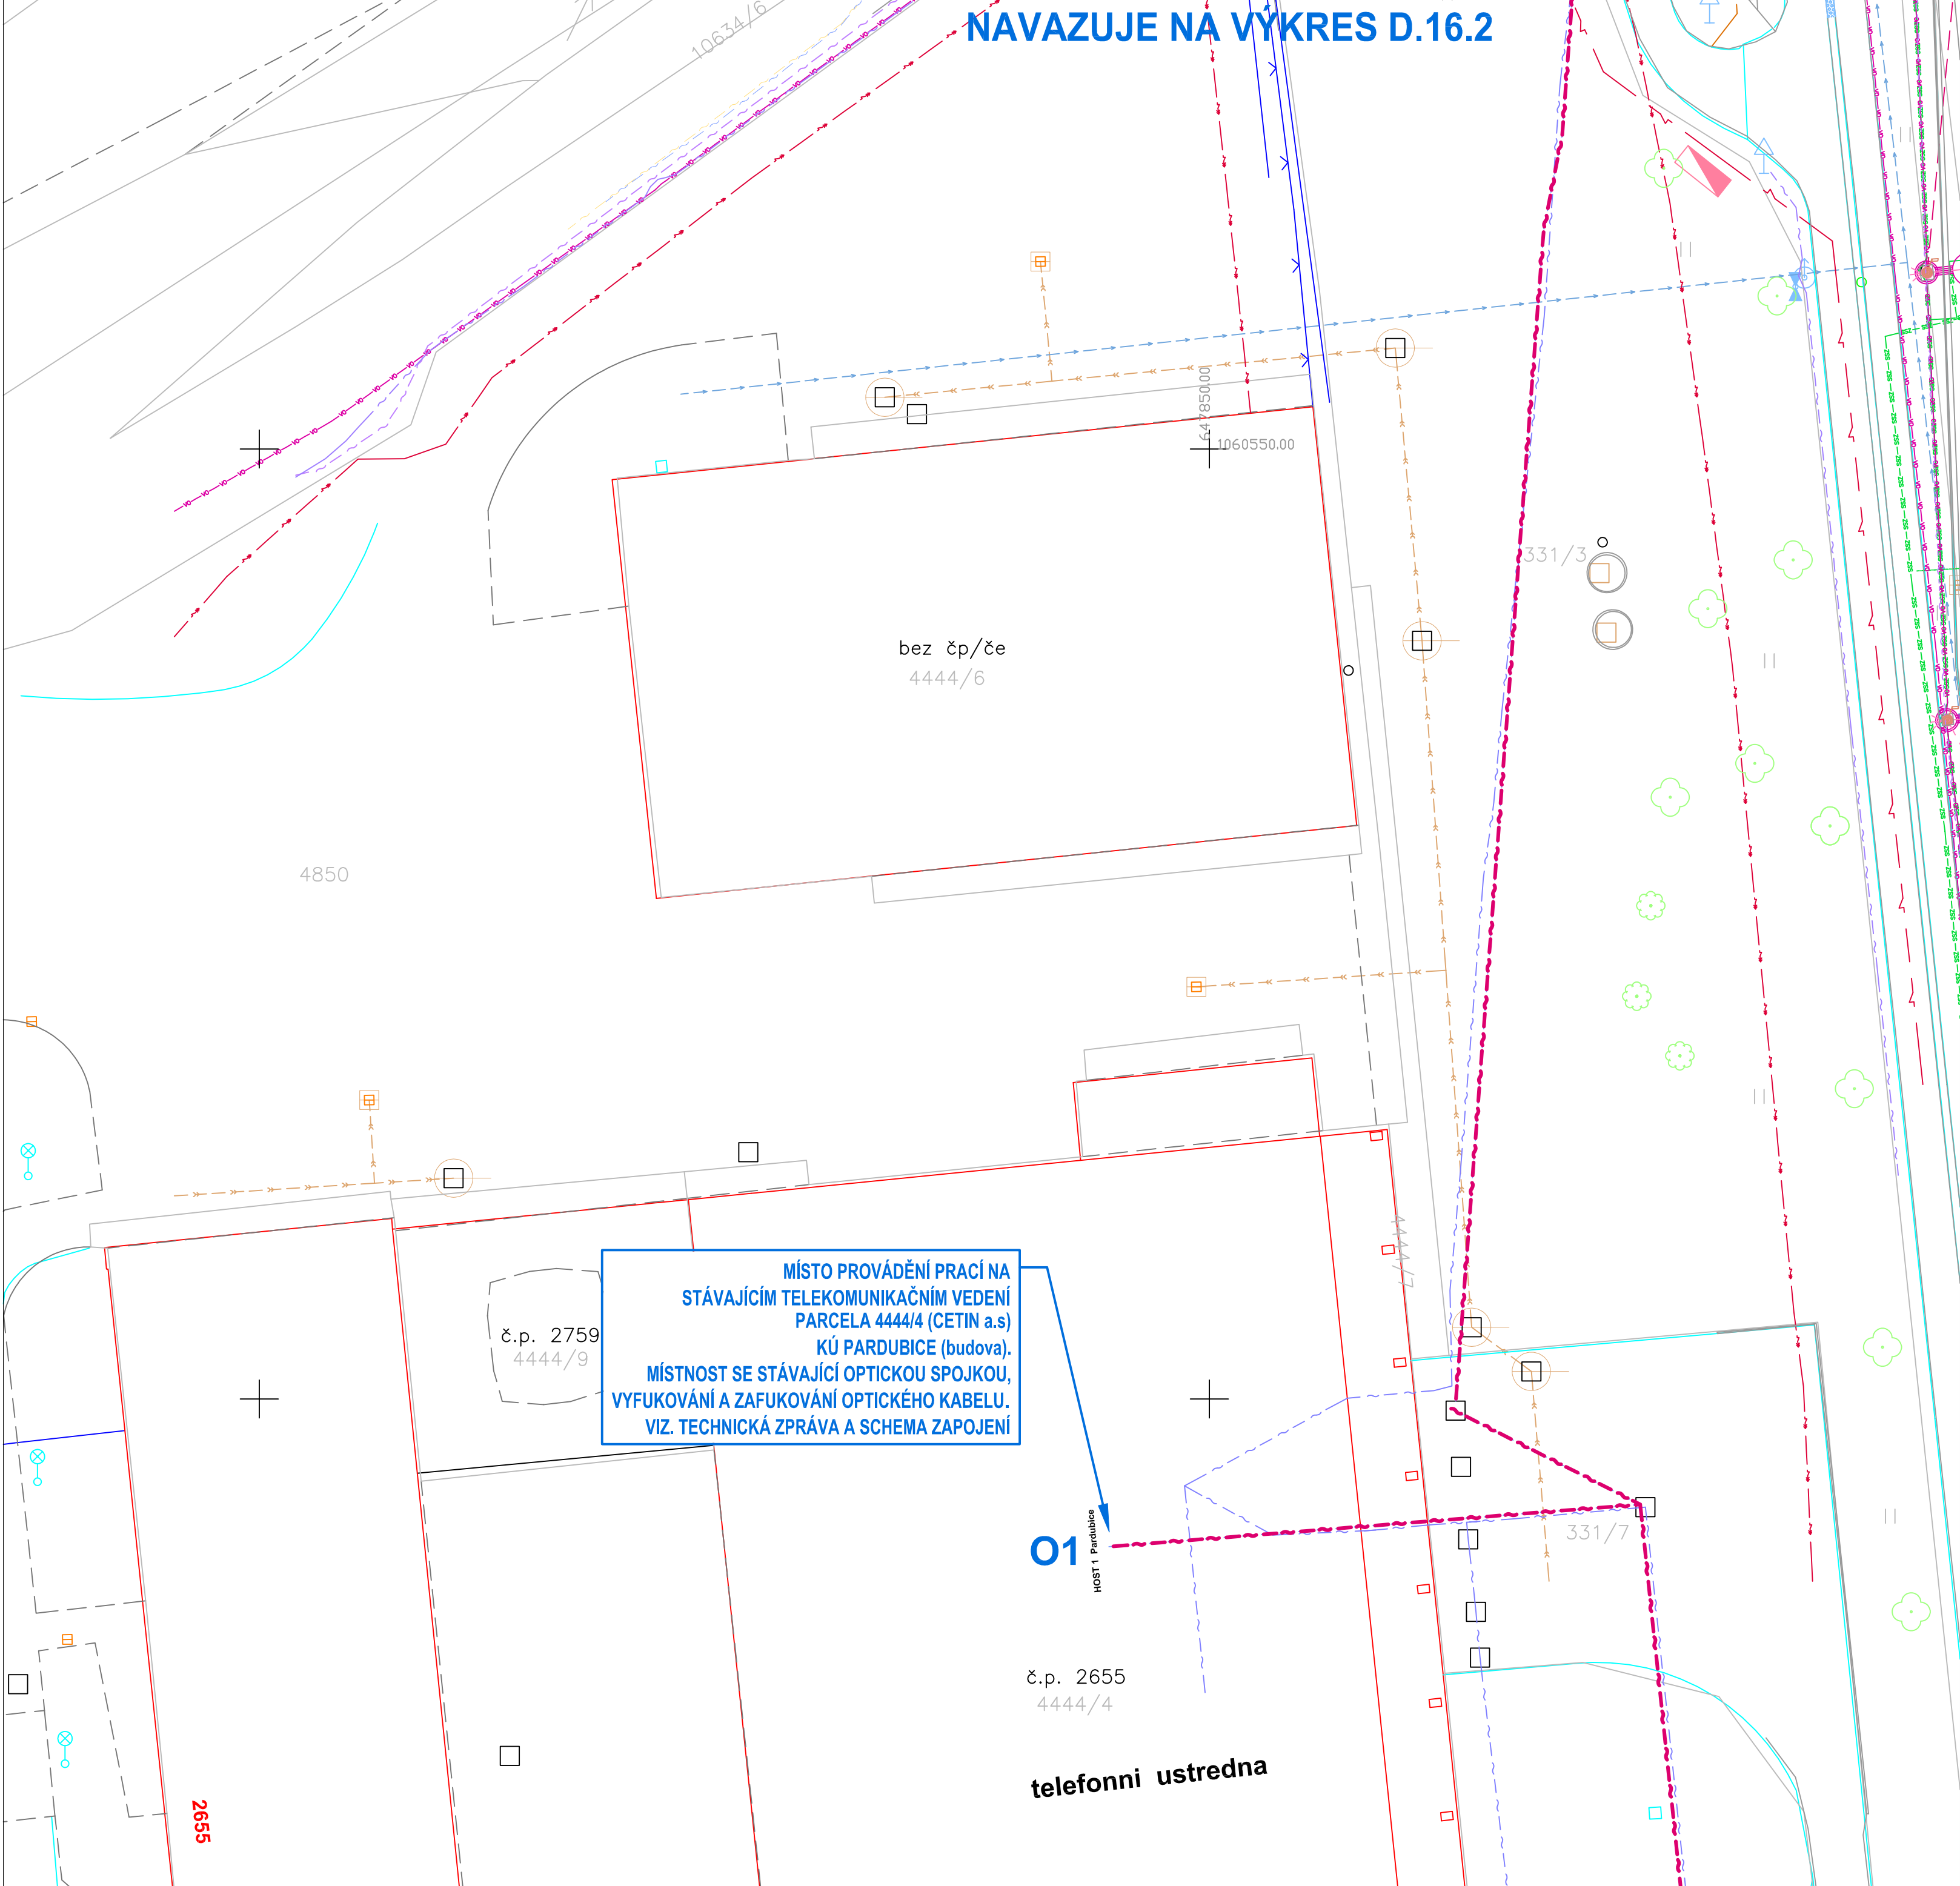 NAVAZUJE NA VÝKRES D.16.2
10634/6
647850.00
1060550.00
331/3
bez čp/če
4444/6
4850
4444/7
MÍSTO PROVÁDĚNÍ PRACÍ NA
STÁVAJÍCÍM TELEKOMUNIKAČNÍM VEDENÍ
PARCELA 4444/4 (CETIN a.s)
KÚ PARDUBICE (budova).
MÍSTNOST SE STÁVAJÍCÍ OPTICKOU SPOJKOU,
VYFUKOVÁNÍ A ZAFUKOVÁNÍ OPTICKÉHO KABELU.
VIZ. TECHNICKÁ ZPRÁVA A SCHEMA ZAPOJENÍ
č.p. 2759
4444/9
O1
HOST 1 Pardubice
331/7
č.p. 2655
4444/4
telefonni ustredna
2655